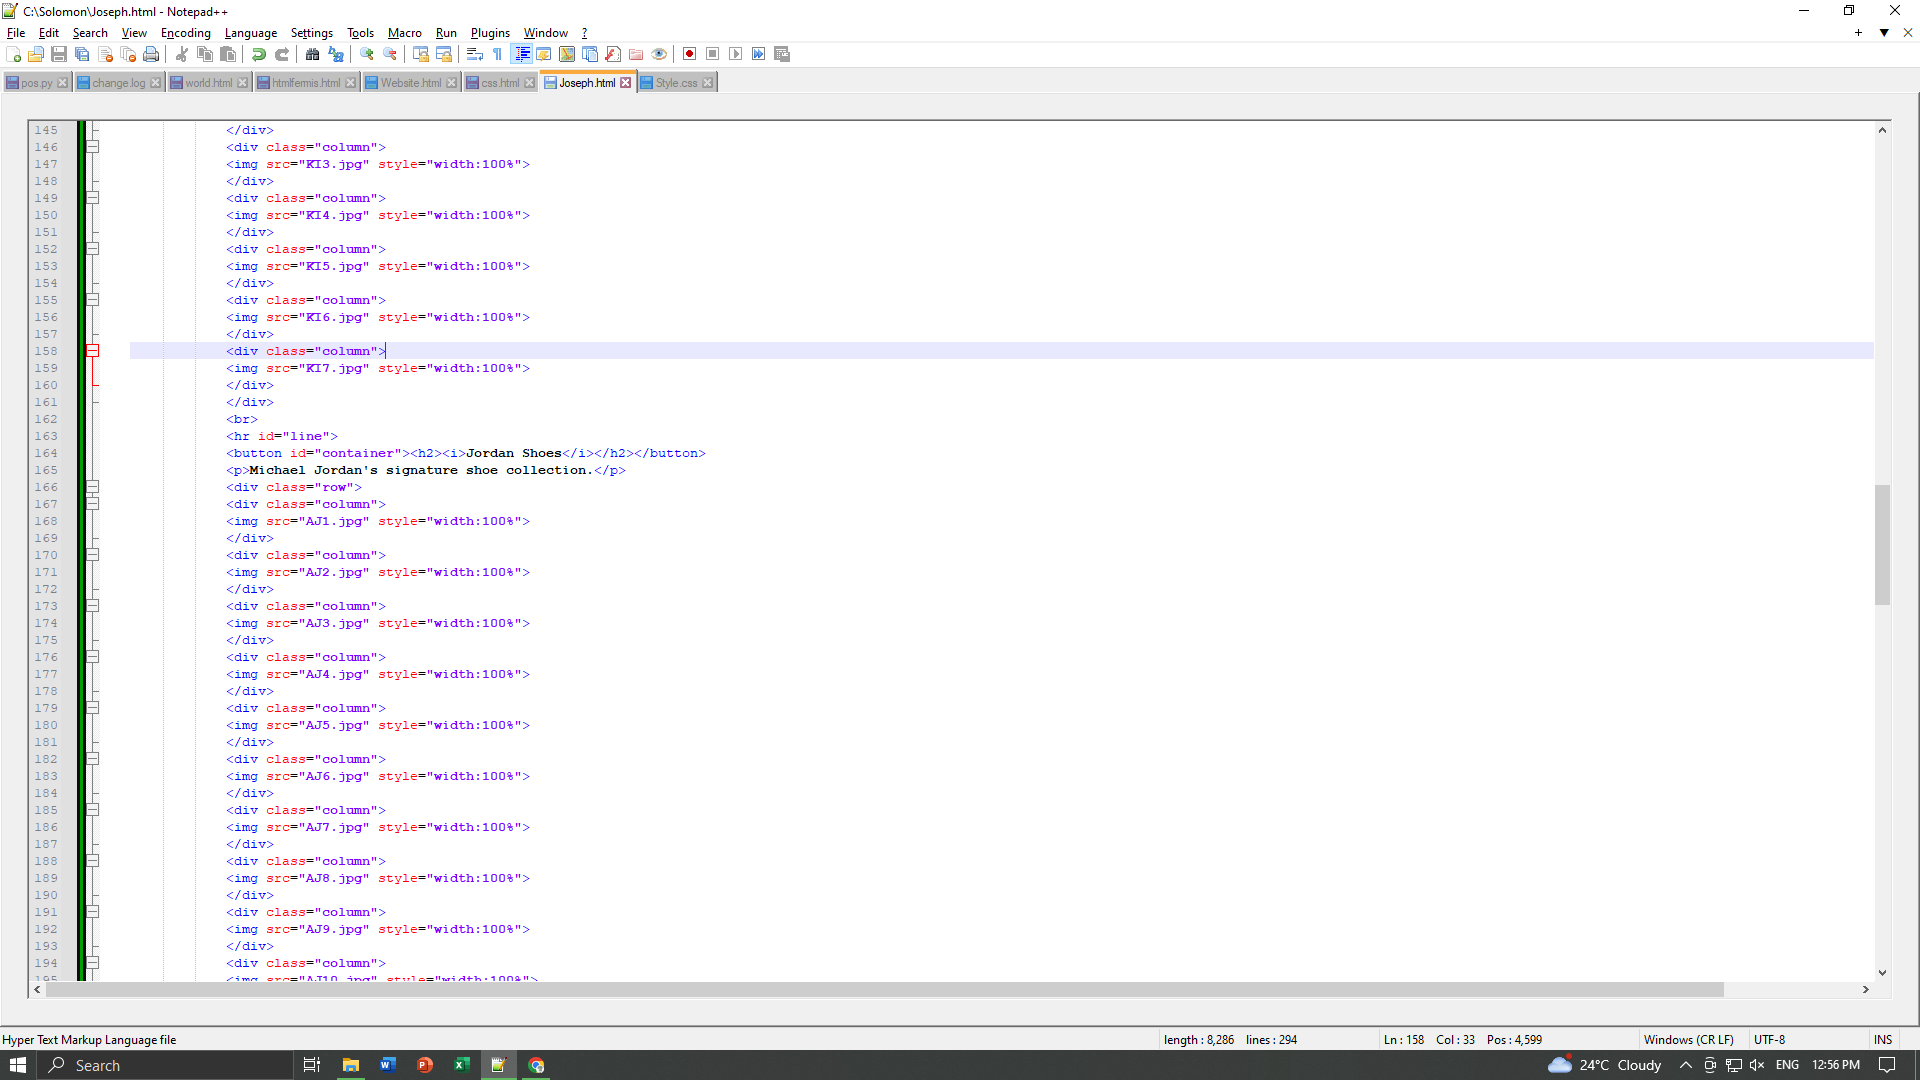 C:\Solomon\Joseph.html - Notepad++
File Edit Search View Encoding Language Settings Tools Macro Run Plugins Window ?
pos.py change.log world.html htmlfermis.html Website.html css.html Joseph.html Style.css
145 </div>
146 <div class="column">
147 <img src="KI3.jpg" style="width:100%">
148 </div>
149 <div class="column">
150 <img src="KI4.jpg" style="width:100%">
151 </div>
152 <div class="column">
153 <img src="KI5.jpg" style="width:100%">
154 </div>
155 <div class="column">
156 <img src="KI6.jpg" style="width:100%">
157 </div>
158 <div class="column">
159 <img src="KI7.jpg" style="width:100%">
160 </div>
161 </div>
162 <br>
163 <hr id="line">
164 <button id="container"><h2><i>Jordan Shoes</i></h2></button>
165 <p>Michael Jordan's signature shoe collection.</p>
166 <div class="row">
167 <div class="column">
168 <img src="AJ1.jpg" style="width:100%">
169 </div>
170 <div class="column">
171 <img src="AJ2.jpg" style="width:100%">
172 </div>
173 <div class="column">
174 <img src="AJ3.jpg" style="width:100%">
175 </div>
176 <div class="column">
177 <img src="AJ4.jpg" style="width:100%">
178 </div>
179 <div class="column">
180 <img src="AJ5.jpg" style="width:100%">
181 </div>
182 <div class="column">
183 <img src="AJ6.jpg" style="width:100%">
184 </div>
185 <div class="column">
186 <img src="AJ7.jpg" style="width:100%">
187 </div>
188 <div class="column">
189 <img src="AJ8.jpg" style="width:100%">
190 </div>
191 <div class="column">
192 <img src="AJ9.jpg" style="width:100%">
193 </div>
194 <div class="column">
195 <img src="AJ10.jpg" style="width:100%">
Hyper Text Markup Language file length : 8,286 lines : 294 Ln : 158 Col : 33 Pos : 4,599 Windows (CR LF) UTF-8 INS
Search 24°C Cloudy ENG 12:56 PM